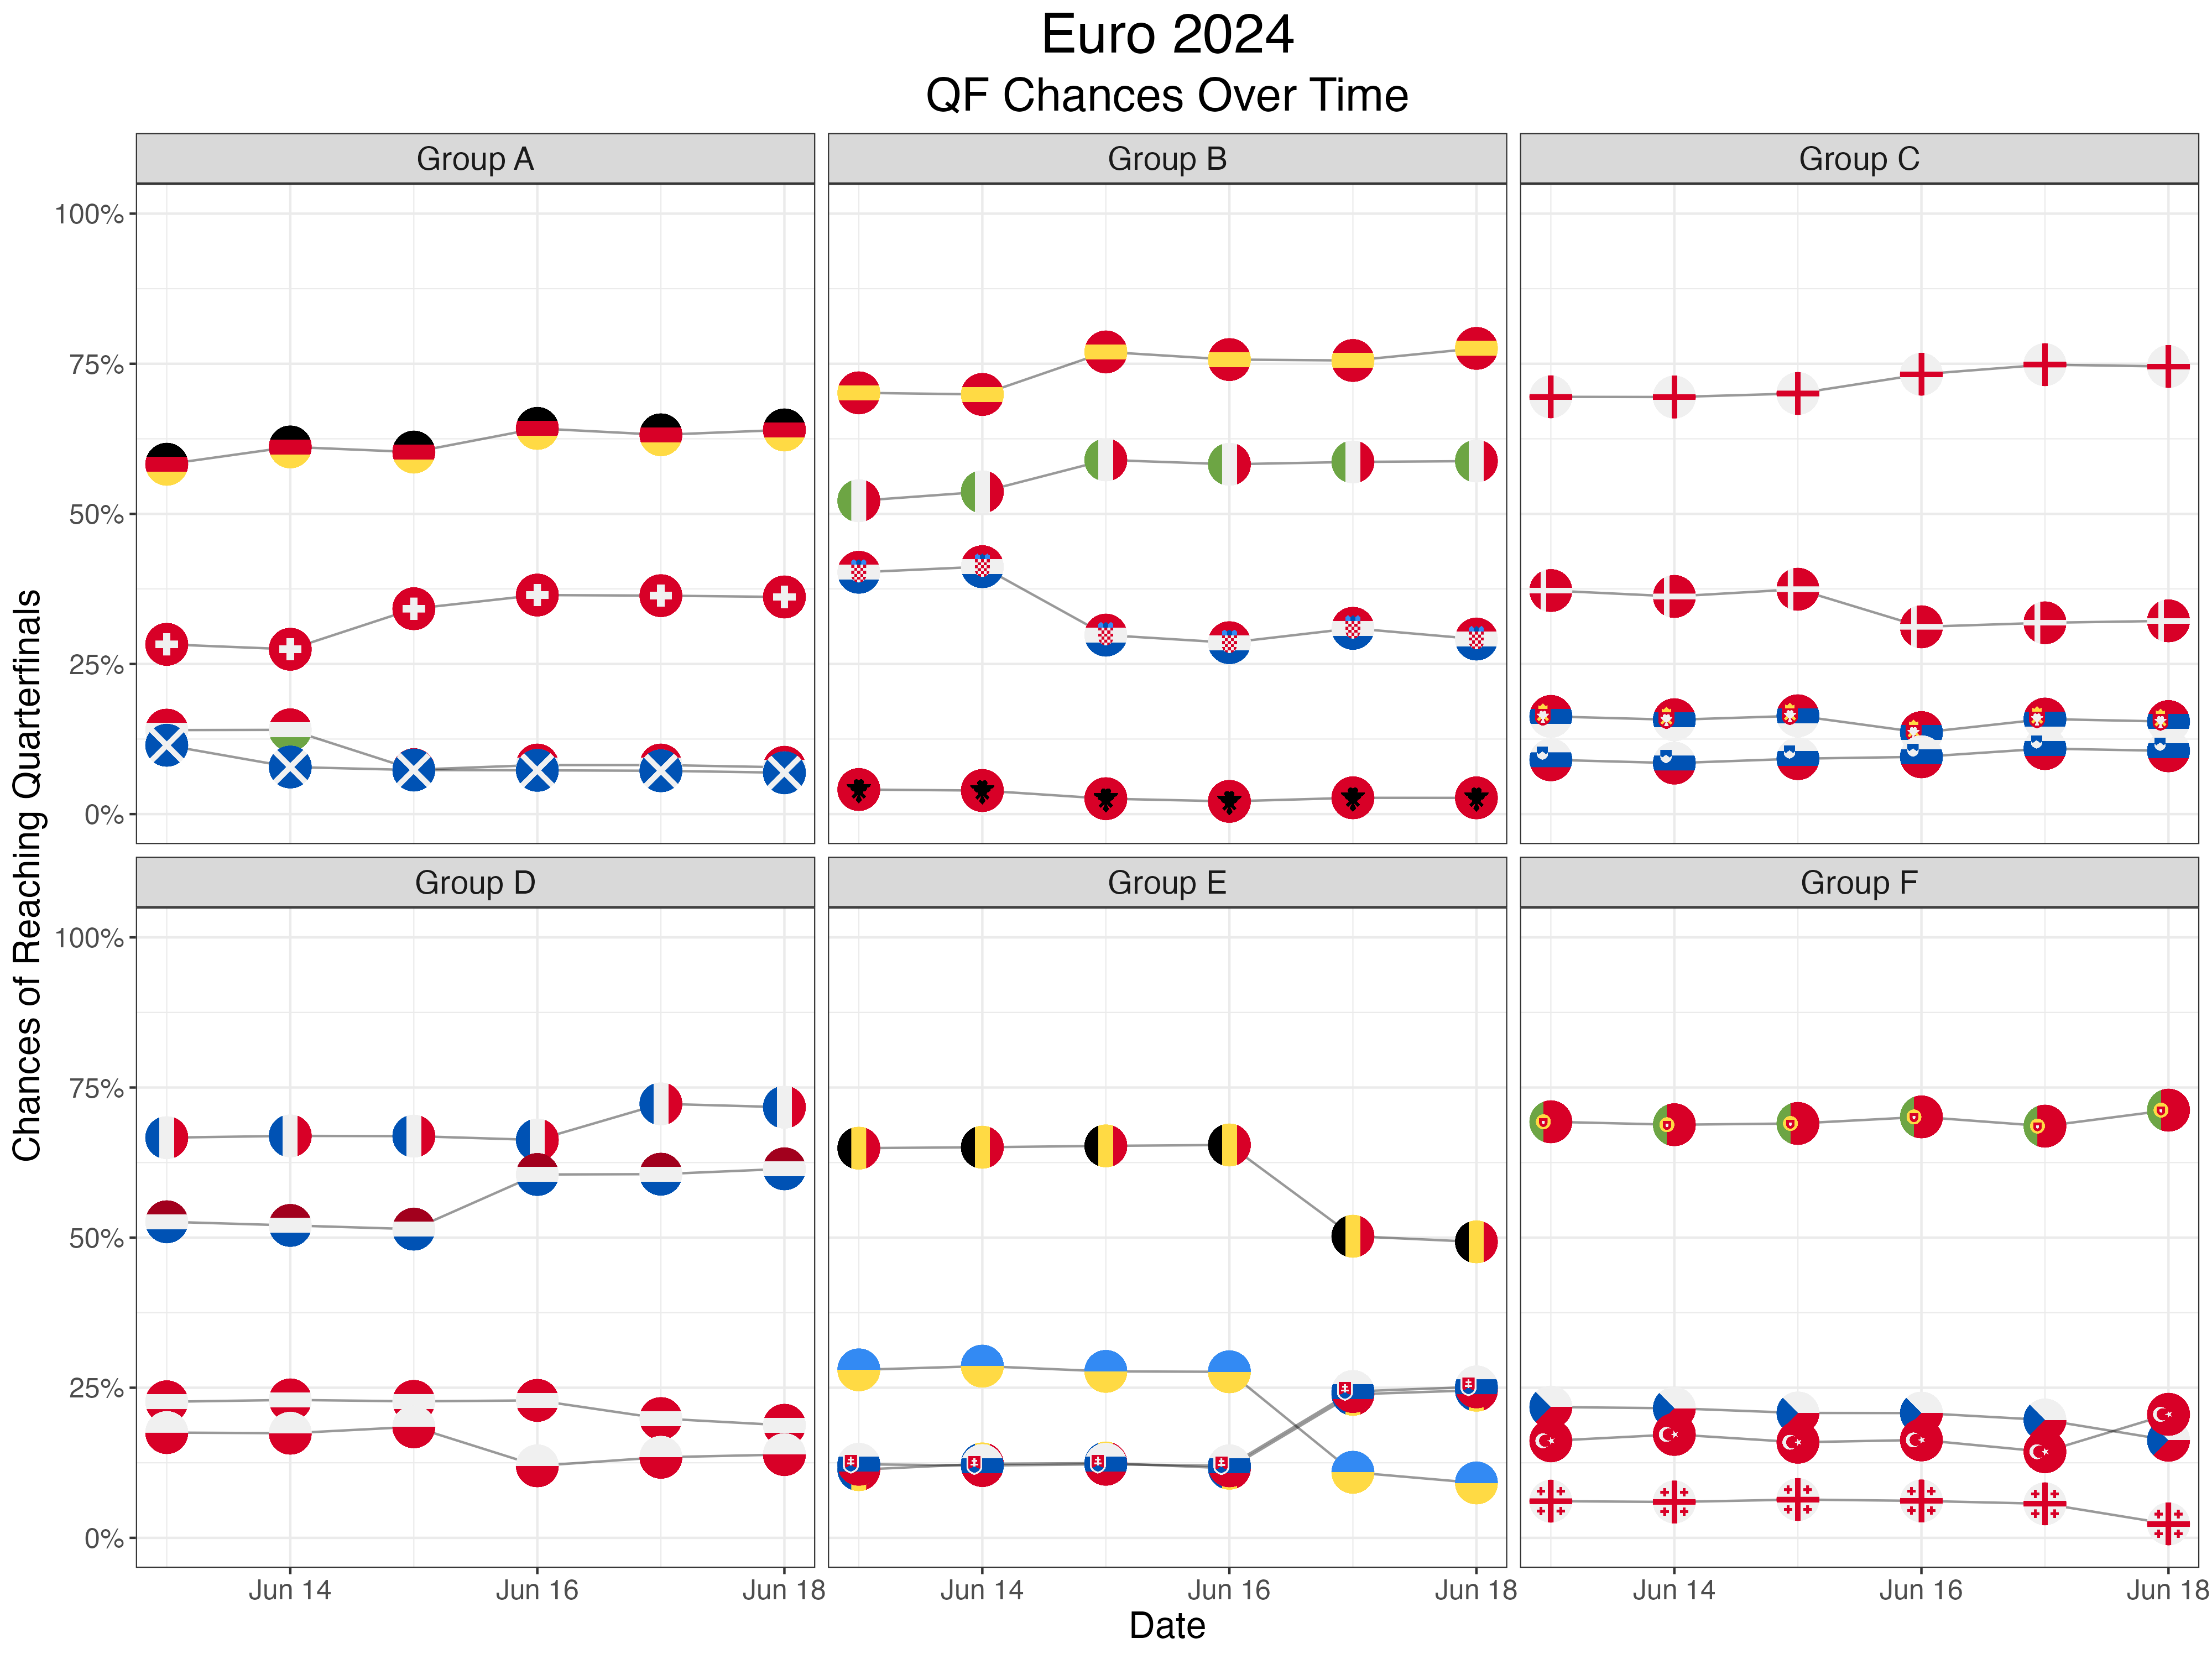 Euro 2024
QF Chances Over Time
Group A
Group B
Group C
100%
75%
50%
25%
0%
Group D
Group E
Group F
100%
75%
50%
25%
0%
Jun 14
Jun 16
Jun 18
Jun 14
Jun 16
Jun 18
Jun 14
Jun 16
Jun 18
Date
Chances of Reaching Quarterfinals